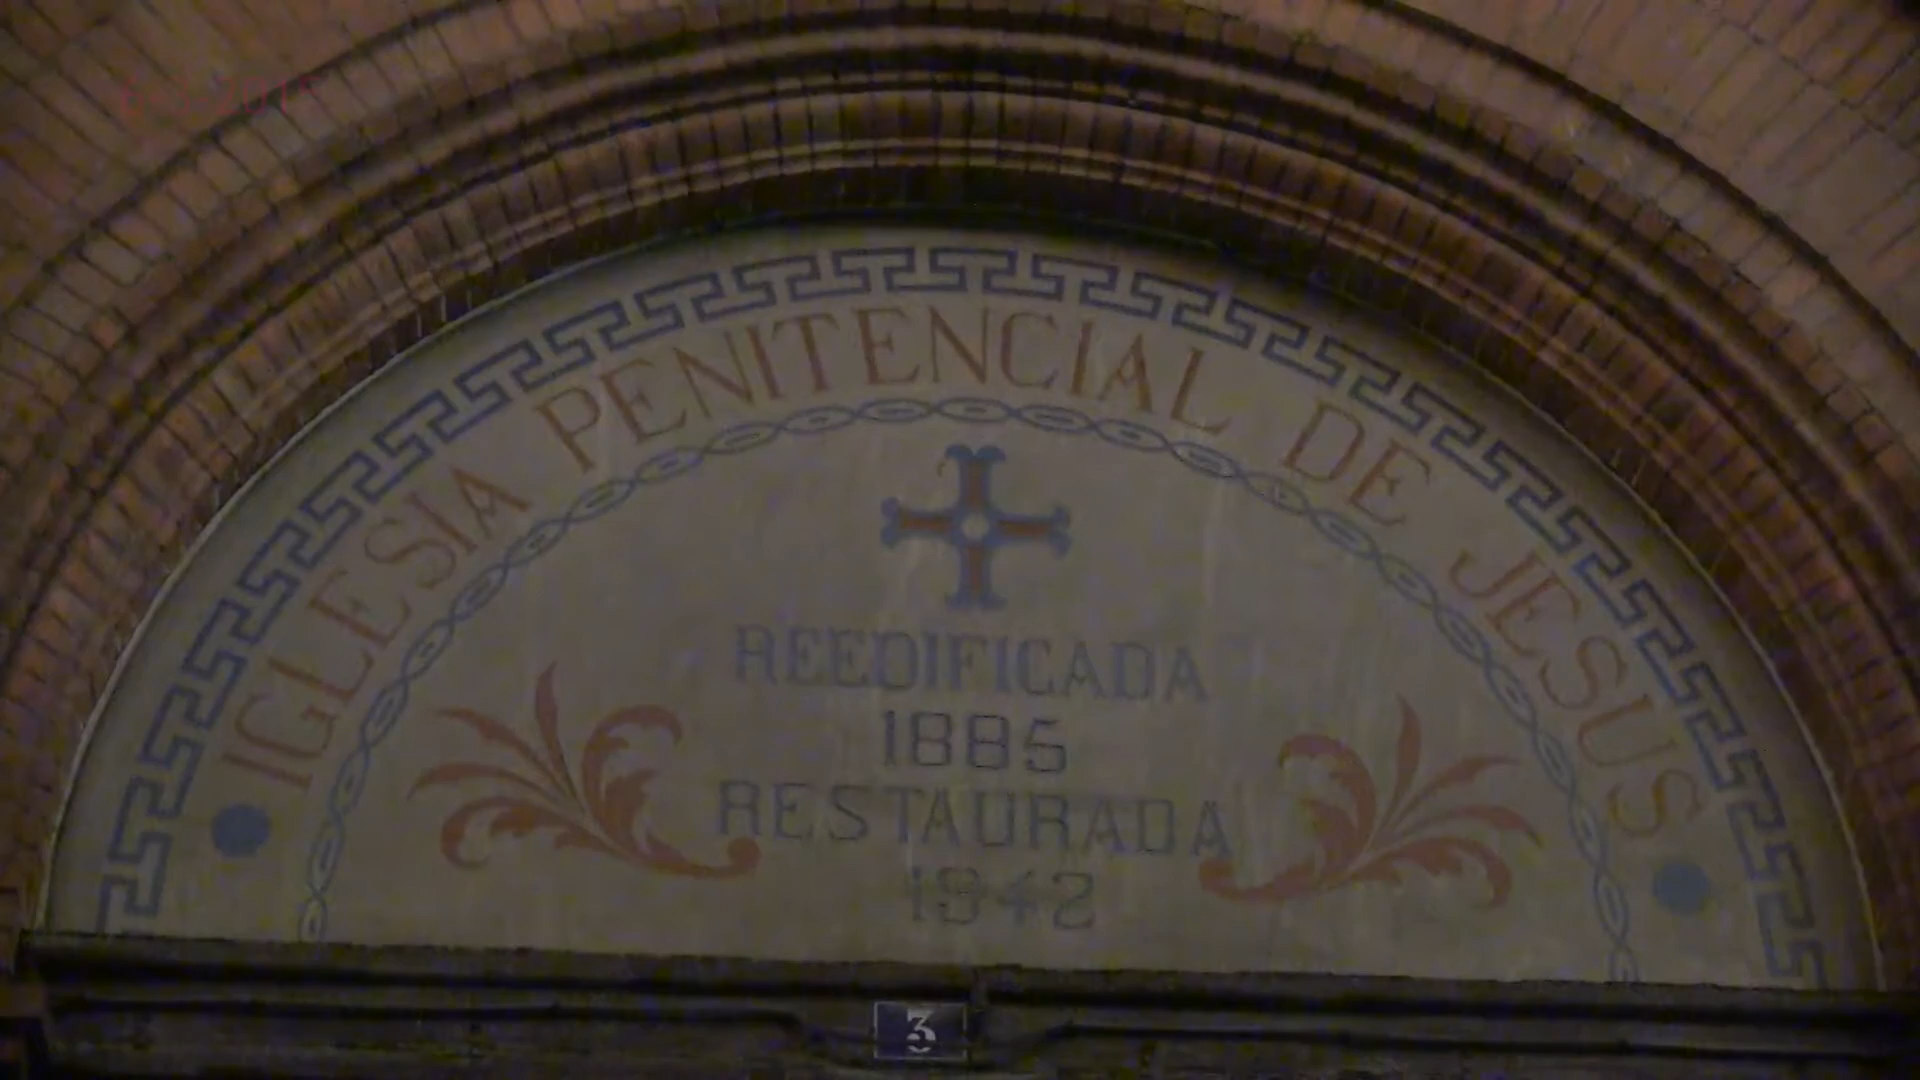 IGLESIA PENITENCIAL DE JESUS
REEDIFICADA
1885
RESTAURADA
1942
3